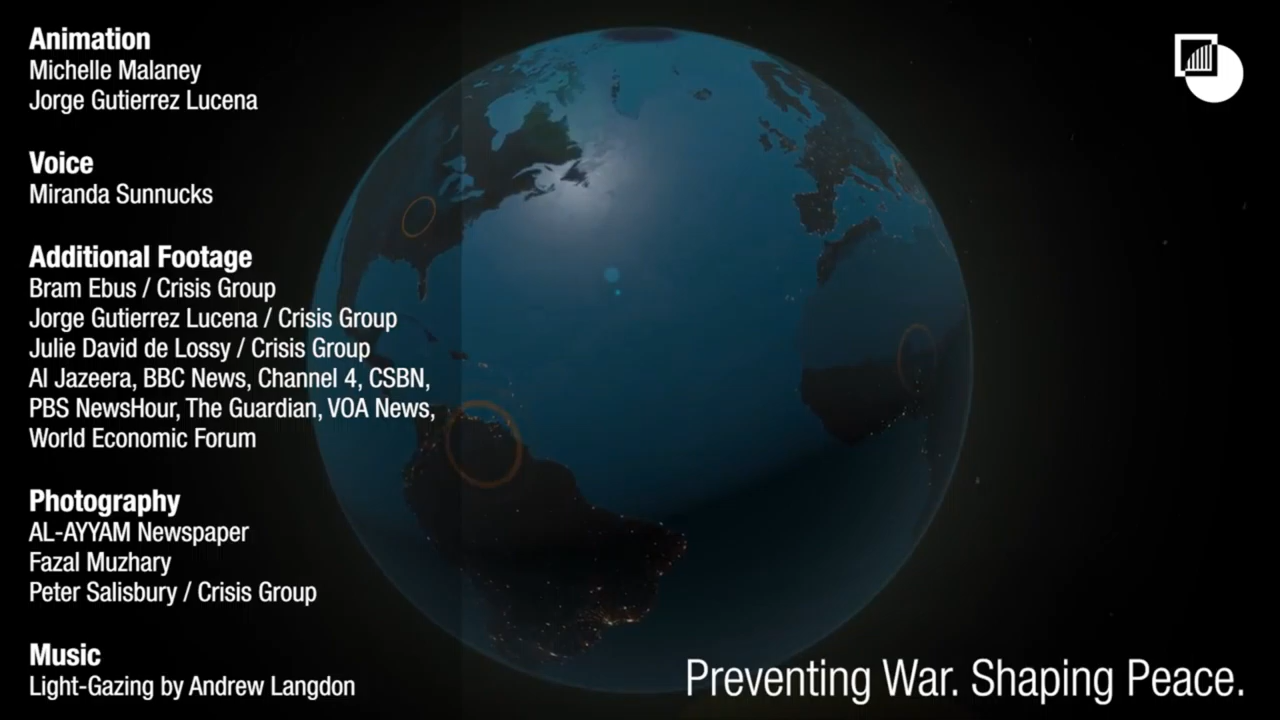 Animation
Michelle Malaney
Jorge Gutierrez Lucena
Voice
Miranda Sunnucks
Additional Footage
Bram Ebus / Crisis Group
Jorge Gutierrez Lucena / Crisis Group
Julie David de Lossy / Crisis Group
Al Jazeera, BBC News, Channel 4, CSBN,
PBS NewsHour, The Guardian, VOA News,
World Economic Forum
Photography
AL-AYYAM Newspaper
Fazal Muzhary
Peter Salisbury / Crisis Group
Music
Light-Gazing by Andrew Langdon
Preventing War. Shaping Peace.